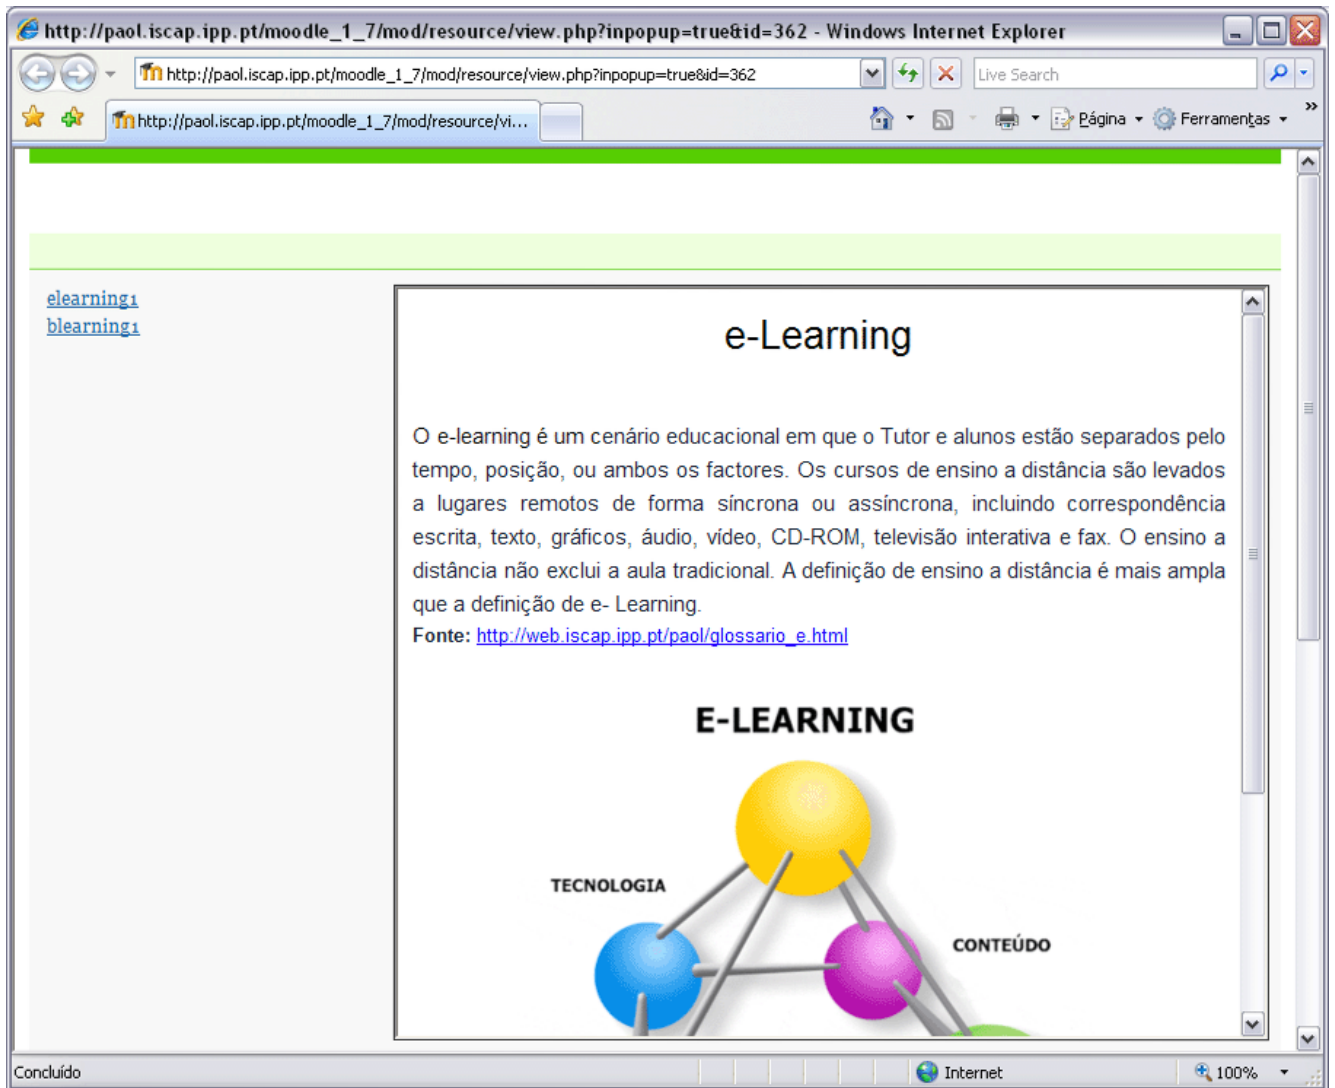 http://paol.iscap.ipp.pt/moodle_1_7/mod/resource/view.php?inpopup=true&id=362 - Windows Internet Explorer
http://paol.iscap.ipp.pt/moodle_1_7/mod/resource/view.php?inpopup=true&id=362
Live Search
http://paol.iscap.ipp.pt/moodle_1_7/mod/resource/vi...
Página
Ferramentas
elearning1
blearning1
e-Learning
O e-learning é um cenário educacional em que o Tutor e alunos estão separados pelo
tempo, posição, ou ambos os factores. Os cursos de ensino a distância são levados
a lugares remotos de forma síncrona ou assíncrona, incluindo correspondência
escrita, texto, gráficos, áudio, vídeo, CD-ROM, televisão interativa e fax. O ensino a
distância não exclui a aula tradicional. A definição de ensino a distância é mais ampla
que a definição de e- Learning.
Fonte: http://web.iscap.ipp.pt/paol/glossario_e.html
E-LEARNING
TECNOLOGIA
CONTEÚDO
Concluído
Internet
100%